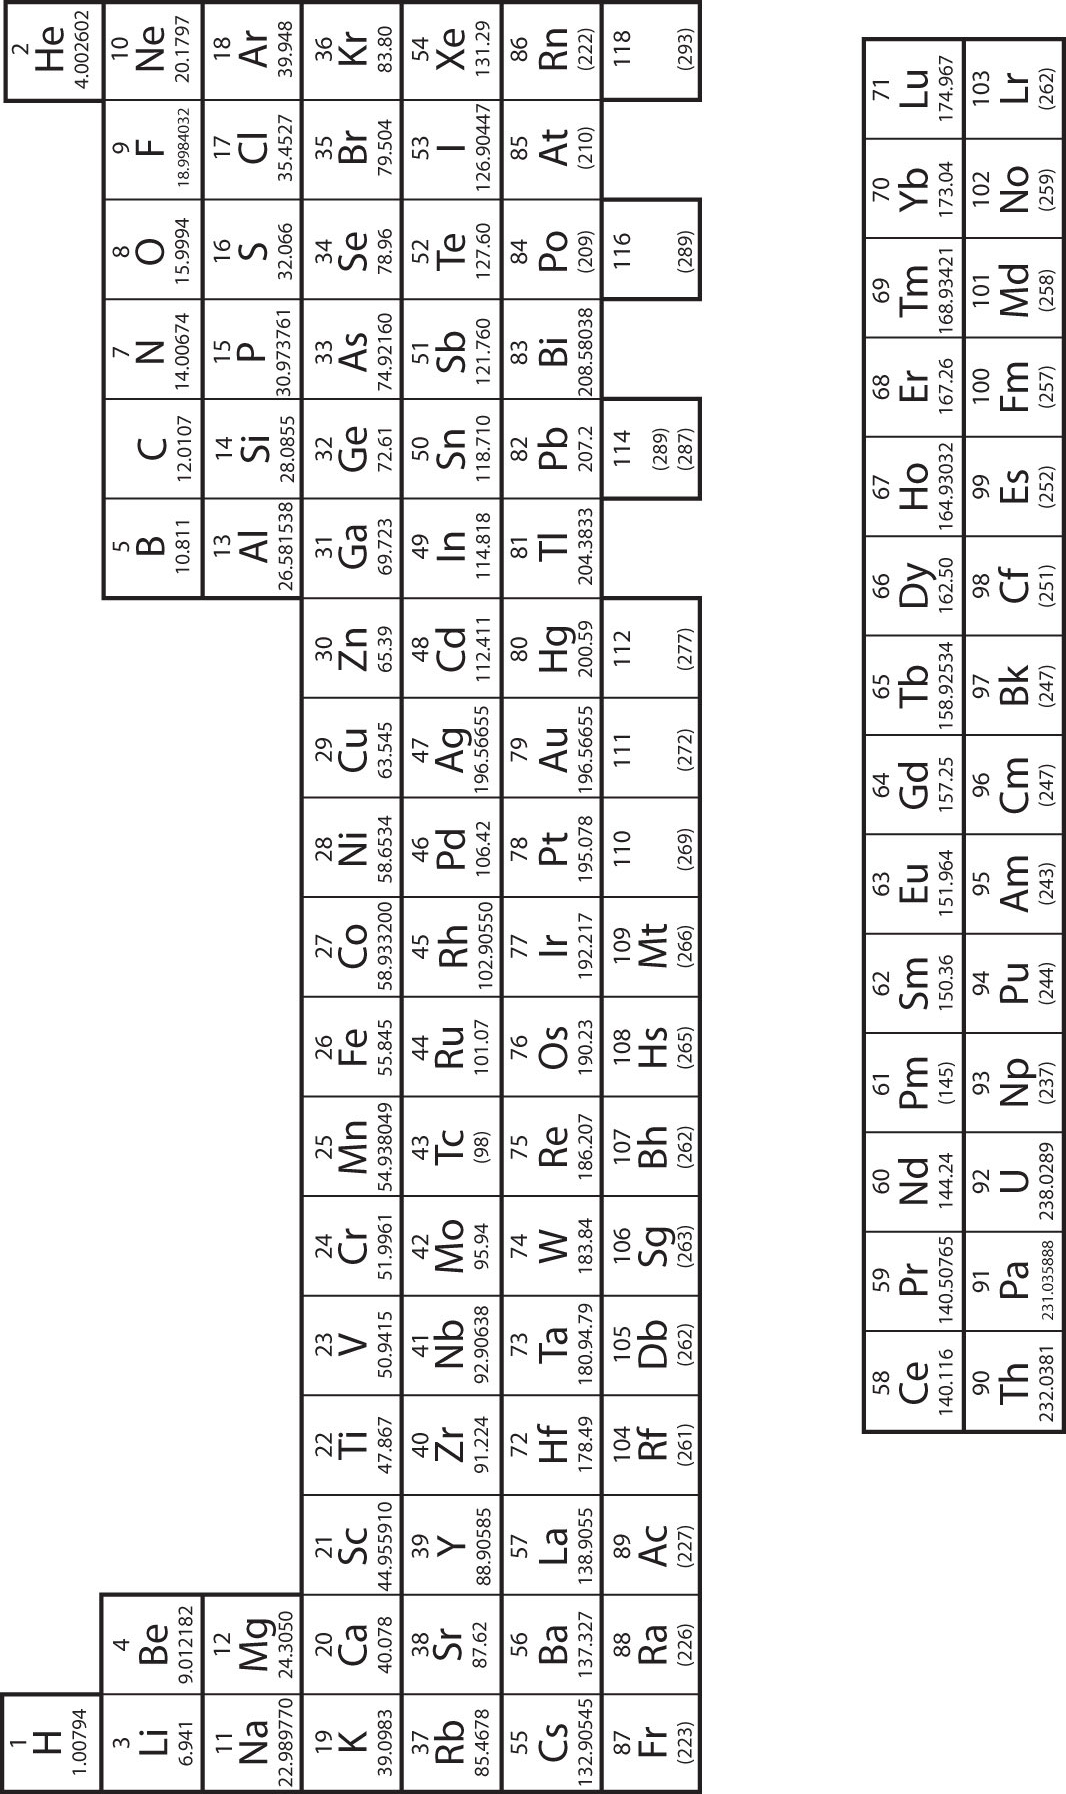 1
H
1.00794
2
He
4.002602
3
Li
6.941
4
Be
9.012182
5
B
10.811
C
12.0107
7
N
14.00674
8
O
15.9994
9
F
18.9984032
10
Ne
20.1797
11
Na
22.989770
12
Mg
24.3050
13
Al
26.581538
14
Si
28.0855
15
P
30.973761
16
S
32.066
17
Cl
35.4527
18
Ar
39.948
19
K
39.0983
20
Ca
40.078
21
Sc
44.955910
22
Ti
47.867
23
V
50.9415
24
Cr
51.9961
25
Mn
54.938049
26
Fe
55.845
27
Co
58.933200
28
Ni
58.6534
29
Cu
63.545
30
Zn
65.39
31
Ga
69.723
32
Ge
72.61
33
As
74.92160
34
Se
78.96
35
Br
79.504
36
Kr
83.80
37
Rb
85.4678
38
Sr
87.62
39
Y
88.90585
40
Zr
91.224
41
Nb
92.90638
42
Mo
95.94
43
Tc
(98)
44
Ru
101.07
45
Rh
102.90550
46
Pd
106.42
47
Ag
196.56655
48
Cd
112.411
49
In
114.818
50
Sn
118.710
51
Sb
121.760
52
Te
127.60
53
I
126.90447
54
Xe
131.29
55
Cs
132.90545
56
Ba
137.327
57
La
138.9055
72
Hf
178.49
73
Ta
180.94.79
74
W
183.84
75
Re
186.207
76
Os
190.23
77
Ir
192.217
78
Pt
195.078
79
Au
196.56655
80
Hg
200.59
81
Tl
204.3833
82
Pb
207.2
83
Bi
208.58038
84
Po
(209)
85
At
(210)
86
Rn
(222)
87
Fr
(223)
88
Ra
(226)
89
Ac
(227)
104
Rf
(261)
105
Db
(262)
106
Sg
(263)
107
Bh
(262)
108
Hs
(265)
109
Mt
(266)
110
(269)
111
(272)
112
(277)
114
(289)
(287)
116
(289)
118
(293)
58
Ce
140.116
59
Pr
140.50765
60
Nd
144.24
61
Pm
(145)
62
Sm
150.36
63
Eu
151.964
64
Gd
157.25
65
Tb
158.92534
66
Dy
162.50
67
Ho
164.93032
68
Er
167.26
69
Tm
168.93421
70
Yb
173.04
71
Lu
174.967
90
Th
232.0381
91
Pa
231.035888
92
U
238.0289
93
Np
(237)
94
Pu
(244)
95
Am
(243)
96
Cm
(247)
97
Bk
(247)
98
Cf
(251)
99
Es
(252)
100
Fm
(257)
101
Md
(258)
102
No
(259)
103
Lr
(262)